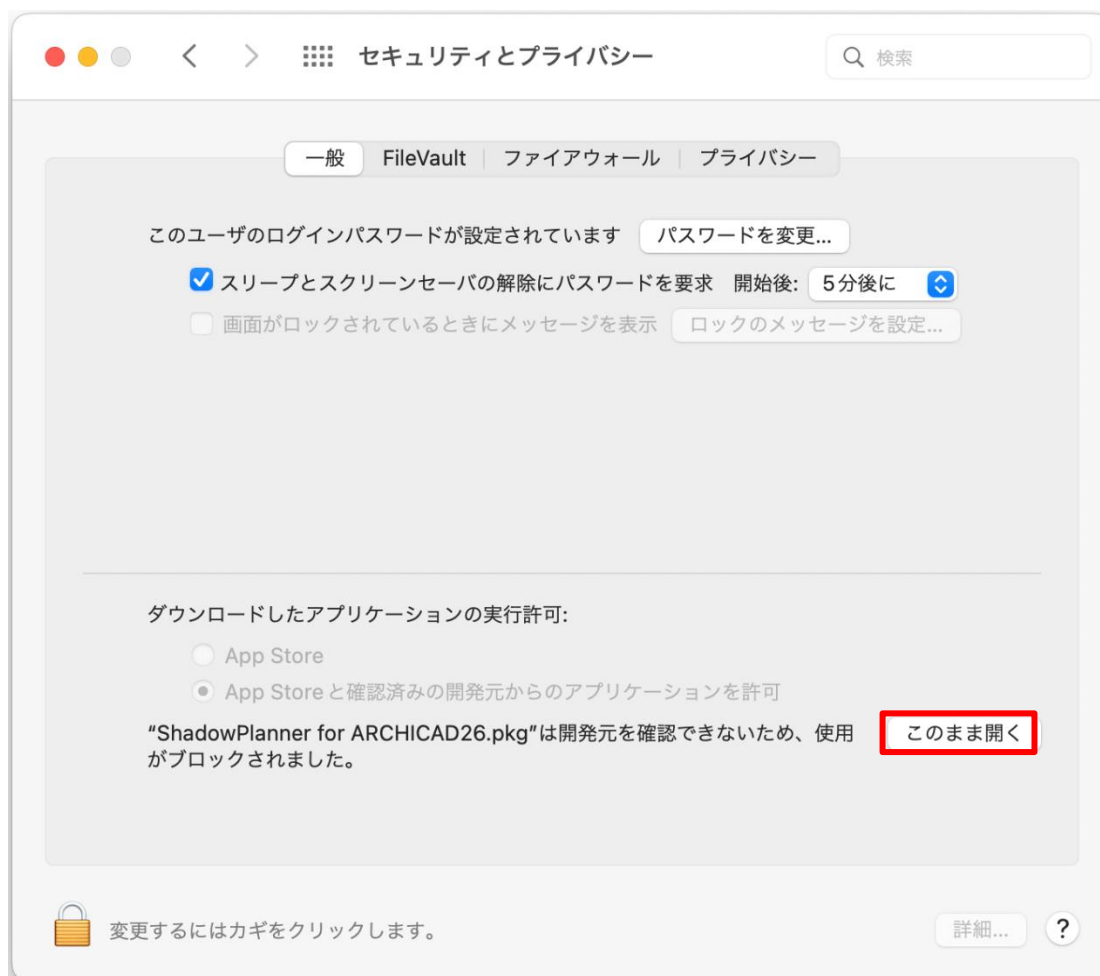 セキュリティとプライバシー
検索
一般 FileVault ファイアウォール プライバシー
このユーザのログインパスワードが設定されています パスワードを変更...
スリープとスクリーンセーバの解除にパスワードを要求 開始後: 5分後に
画面がロックされているときにメッセージを表示 ロックのメッセージを設定...
ダウンロードしたアプリケーションの実行許可:
App Store
App Storeと確認済みの開発元からのアプリケーションを許可
“ShadowPlanner for ARCHICAD26.pkg”は開発元を確認できないため、使用 このまま開く
がブロックされました。
変更するにはカギをクリックします。 詳細... ?